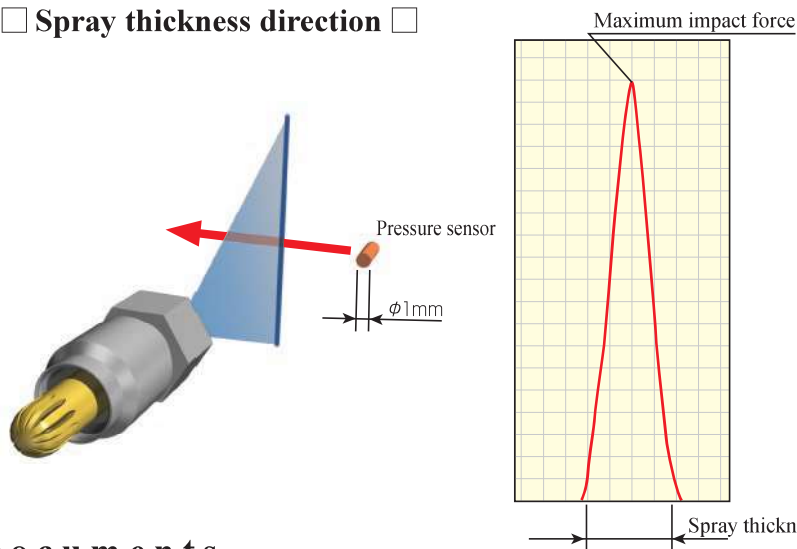 □ Spray thickness direction □
Maximum impact force
Pressure sensor
φ1mm
Spray thickn